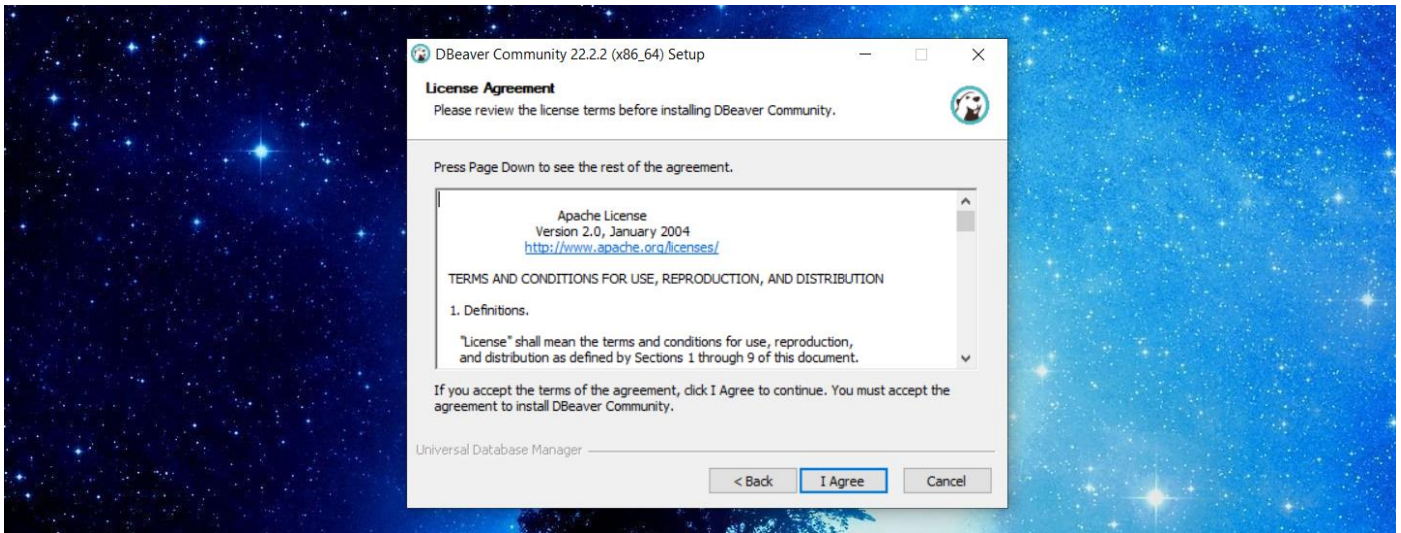 DBeaver Community 22.2.2 (x86_64) Setup
License Agreement
Please review the license terms before installing DBeaver Community.
Press Page Down to see the rest of the agreement.
Apache License
Version 2.0, January 2004
http://www.apache.org/licenses/
TERMS AND CONDITIONS FOR USE, REPRODUCTION, AND DISTRIBUTION
1. Definitions.
"License" shall mean the terms and conditions for use, reproduction,
and distribution as defined by Sections 1 through 9 of this document.
If you accept the terms of the agreement, click I Agree to continue. You must accept the
agreement to install DBeaver Community.
Universal Database Manager
< Back I Agree Cancel